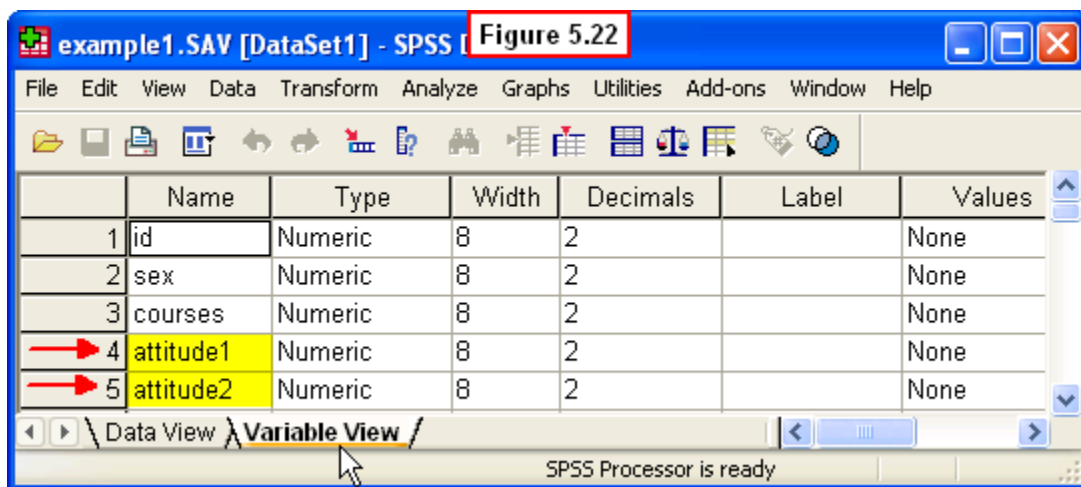 example1.SAV [DataSet1] - SPSS
Figure 5.22
File Edit View Data Transform Analyze Graphs Utilities Add-ons Window Help
Name Type Width Decimals Label Values
1 id Numeric 8 2 None
2 sex Numeric 8 2 None
3 courses Numeric 8 2 None
4 attitude1 Numeric 8 2 None
5 attitude2 Numeric 8 2 None
Data View Variable View
SPSS Processor is ready